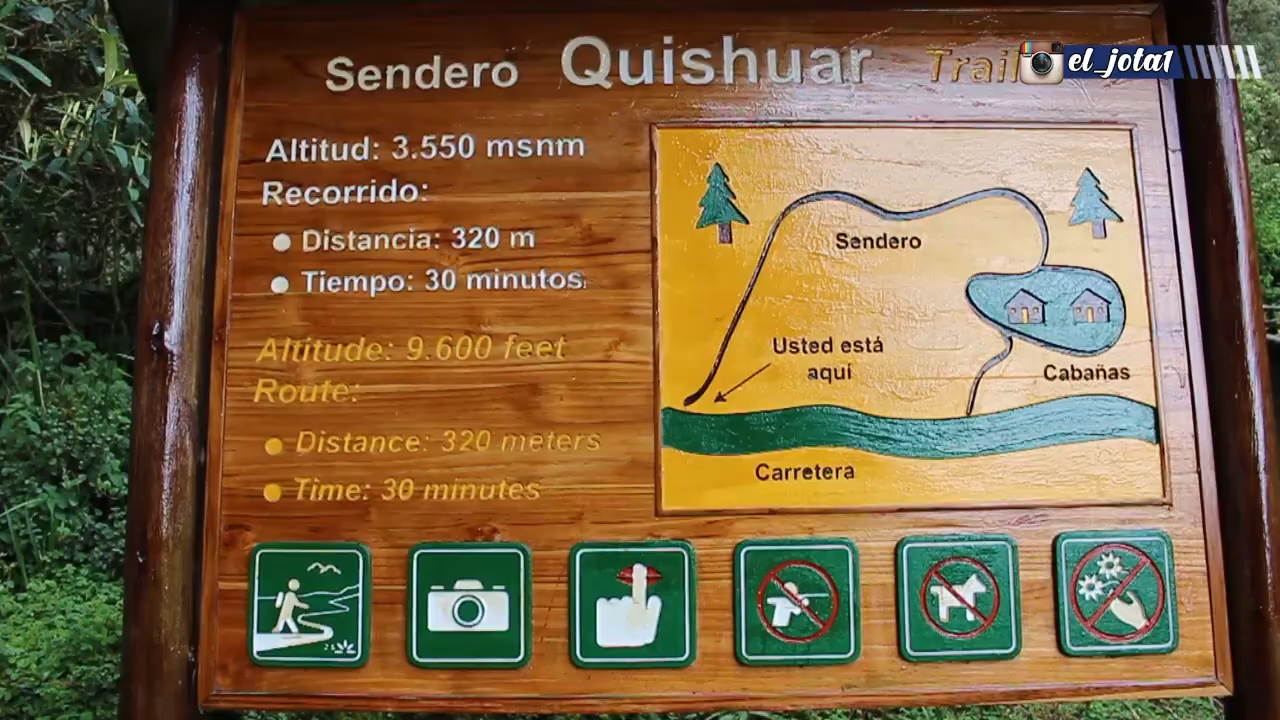 Sendero Quishuar Trail
el_jota1
Altitud: 3.550 msnm
Recorrido:
Distancia: 320 m
Tiempo: 30 minutos
Altitude: 9.600 feet
Route:
Distance: 320 meters
Time: 30 minutes
Sendero
Usted está
aquí
Cabañas
Carretera